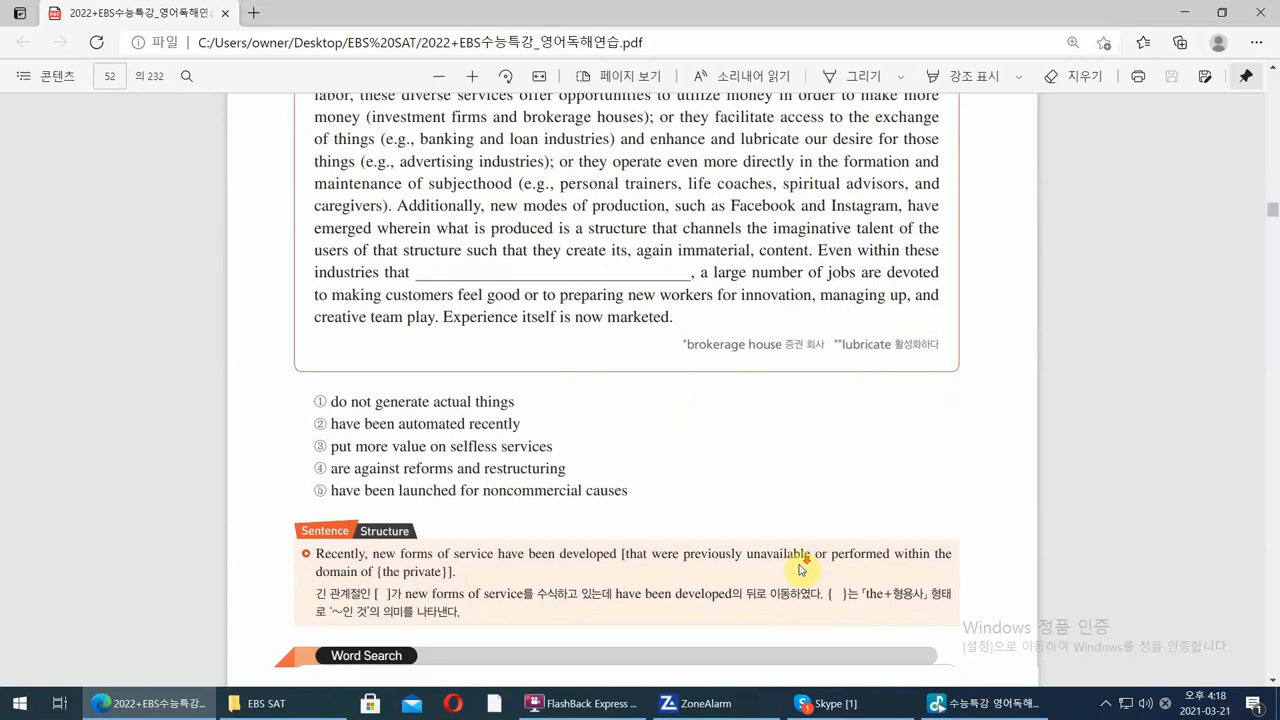 2022+EBS수능특강_영어독해연습
파일 C:/Users/owner/Desktop/EBS%20SAT/2022+EBS수능특강_영어독해연습.pdf
콘텐츠 52 의 232 페이지 보기 소리내어 읽기 그리기 강조 표시 지우기
labor, these diverse services offer opportunities to utilize money in order to make more
money (investment firms and brokerage houses); or they facilitate access to the exchange
of things (e.g., banking and loan industries) and enhance and lubricate our desire for those
things (e.g., advertising industries); or they operate even more directly in the formation and
maintenance of subjecthood (e.g., personal trainers, life coaches, spiritual advisors, and
caregivers). Additionally, new modes of production, such as Facebook and Instagram, have
emerged wherein what is produced is a structure that channels the imaginative talent of the
users of that structure such that they create its, again immaterial, content. Even within these
industries that ______________________________, a large number of jobs are devoted
to making customers feel good or to preparing new workers for innovation, managing up, and
creative team play. Experience itself is now marketed.
*brokerage house 증권 회사 **lubricate 활성화하다
① do not generate actual things
② have been automated recently
③ put more value on selfless services
④ are against reforms and restructuring
⑤ have been launched for noncommercial causes
Sentence Structure
Recently, new forms of service have been developed [that were previously unavailable or performed within the
domain of {the private}].
긴 관계절인 [ ]가 new forms of service를 수식하고 있는데 have been developed의 뒤로 이동하였다. { }는 「the+형용사」 형태
로 '~인 것'의 의미를 나타낸다.
Windows 정품 인증
[설정]으로 이동하여 Windows를 정품 인증합니다.
Word Search
2022+EBS수능특강_... EBS SAT FlashBack Express ... ZoneAlarm Skype [1] 수능특강 영어독해... 오후 4:18
2021-03-21